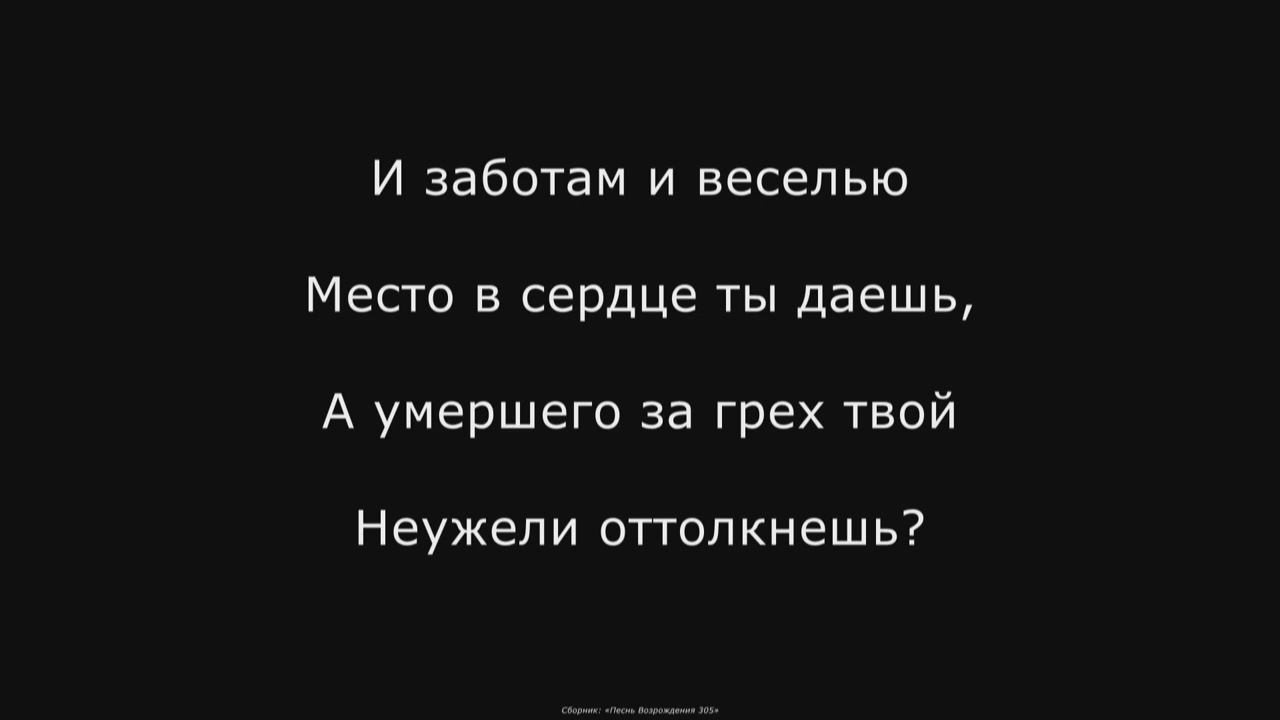 И заботам и веселью
Место в сердце ты даешь,
А умершего за грех твой
Неужели оттолкнешь?
Сборник: «Песнь Возрождения 305»